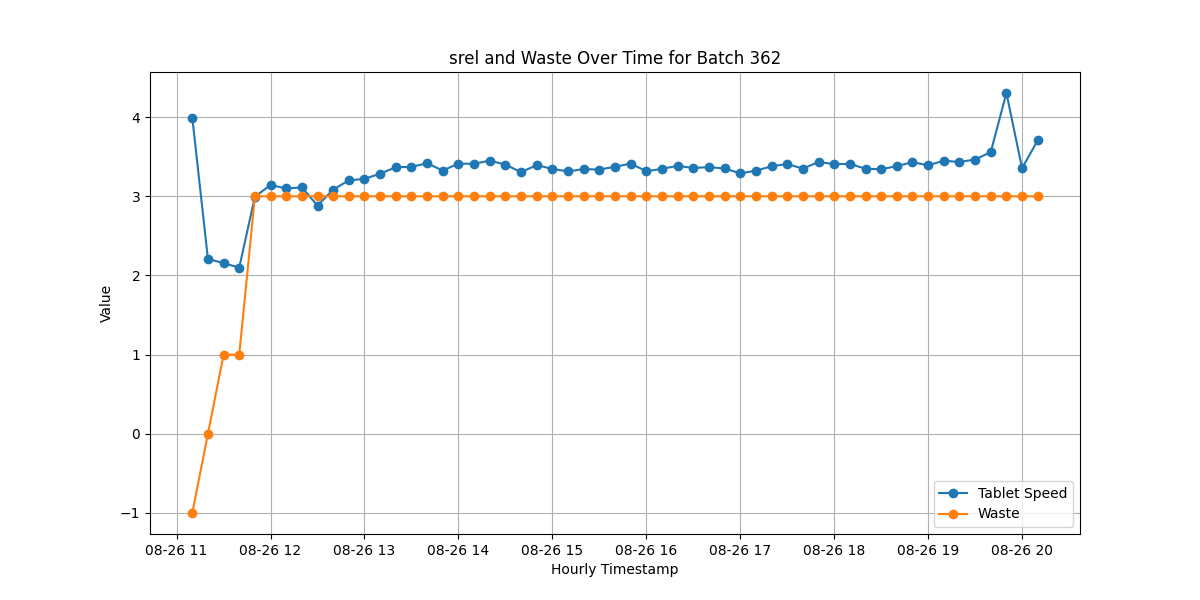 srel and Waste Over Time for Batch 362
4
3
2
1
0
−1
Value
08-26 11 08-26 12 08-26 13 08-26 14 08-26 15 08-26 16 08-26 17 08-26 18 08-26 19 08-26 20
Hourly Timestamp
Tablet Speed
Waste